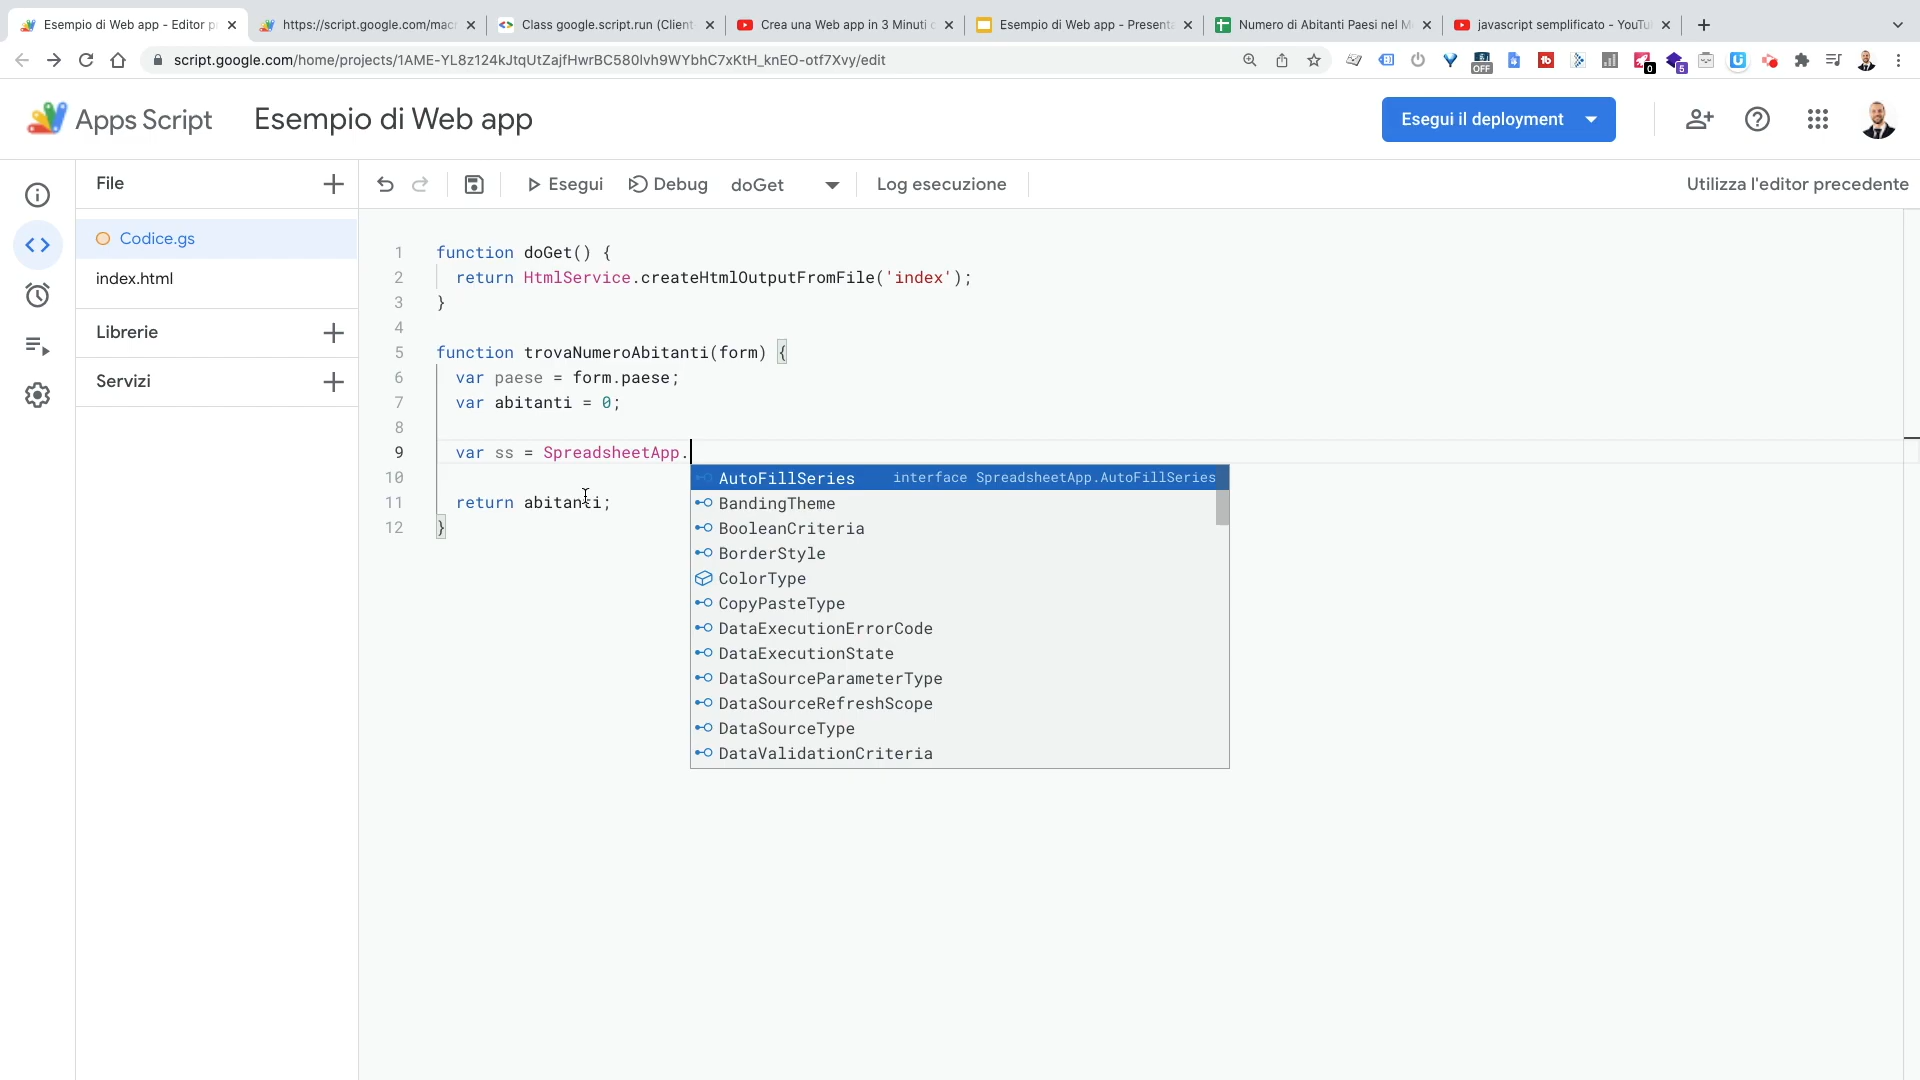 Esempio di Web app - Editor p
https://script.google.com/mac
Class google.script.run (Client
Crea una Web app in 3 Minuti c
Esempio di Web app - Presenta
Numero di Abitanti Paesi nel M
javascript semplificato - YouTu
script.google.com/home/projects/1AME-YL8z124kJtqUtZajfHwrBC580lvh9WYbhC7xKtH_knEO-otf7Xvy/edit
OFF
0
5
Apps Script
Esempio di Web app
Esegui il deployment
File
Esegui
Debug
doGet
Log esecuzione
Utilizza l'editor precedente
Codice.gs
index.html
Librerie
Servizi
1 function doGet() {
2 return HtmlService.createHtmlOutputFromFile('index');
3 }
4
5 function trovaNumeroAbitanti(form) {
6 var paese = form.paese;
7 var abitanti = 0;
8
9 var ss = SpreadsheetApp.
10
11 return abitanti;
12 }
AutoFillSeries interface SpreadsheetApp.AutoFillSeries
BandingTheme
BooleanCriteria
BorderStyle
ColorType
CopyPasteType
DataExecutionErrorCode
DataExecutionState
DataSourceParameterType
DataSourceRefreshScope
DataSourceType
DataValidationCriteria